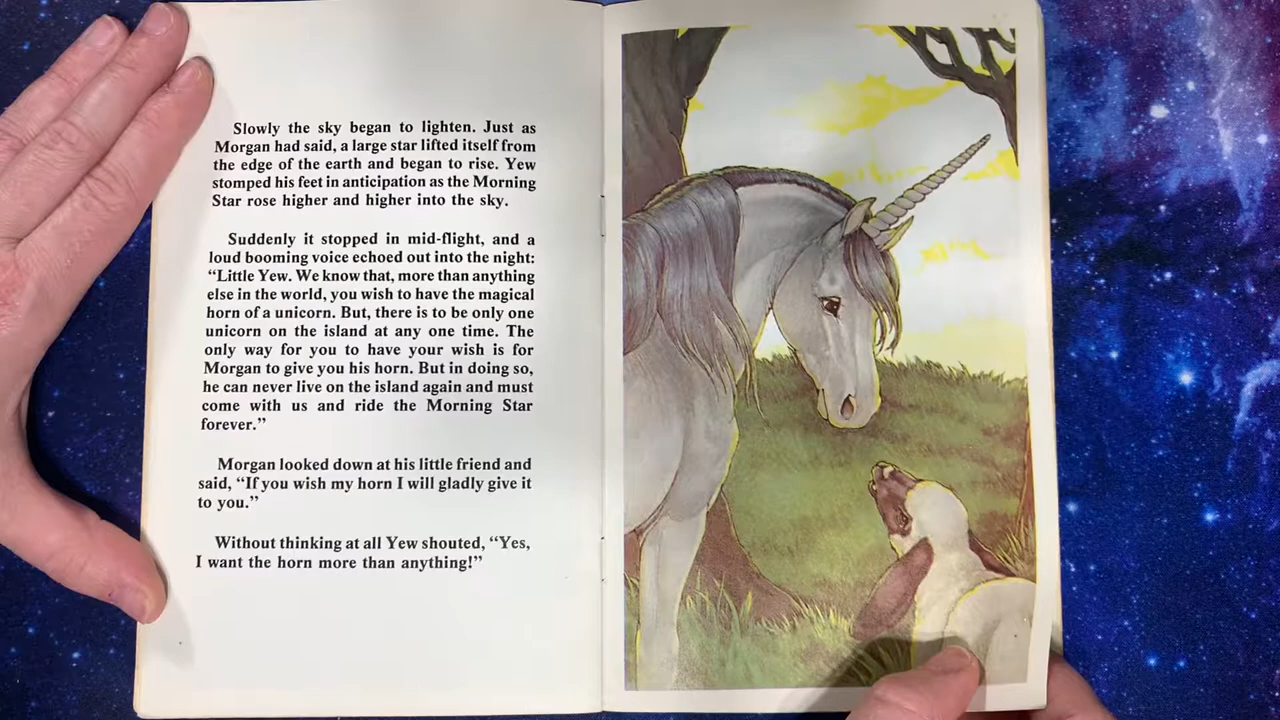 Slowly the sky began to lighten. Just as
Morgan had said, a large star lifted itself from
the edge of the earth and began to rise. Yew
stomped his feet in anticipation as the Morning
Star rose higher and higher into the sky.
Suddenly it stopped in mid-flight, and a
loud booming voice echoed out into the night:
“Little Yew. We know that, more than anything
else in the world, you wish to have the magical
horn of a unicorn. But, there is to be only one
unicorn on the island at any one time. The
only way for you to have your wish is for
Morgan to give you his horn. But in doing so,
he can never live on the island again and must
come with us and ride the Morning Star
forever.”
Morgan looked down at his little friend and
said, “If you wish my horn I will gladly give it
to you.”
Without thinking at all Yew shouted, “Yes,
I want the horn more than anything!”